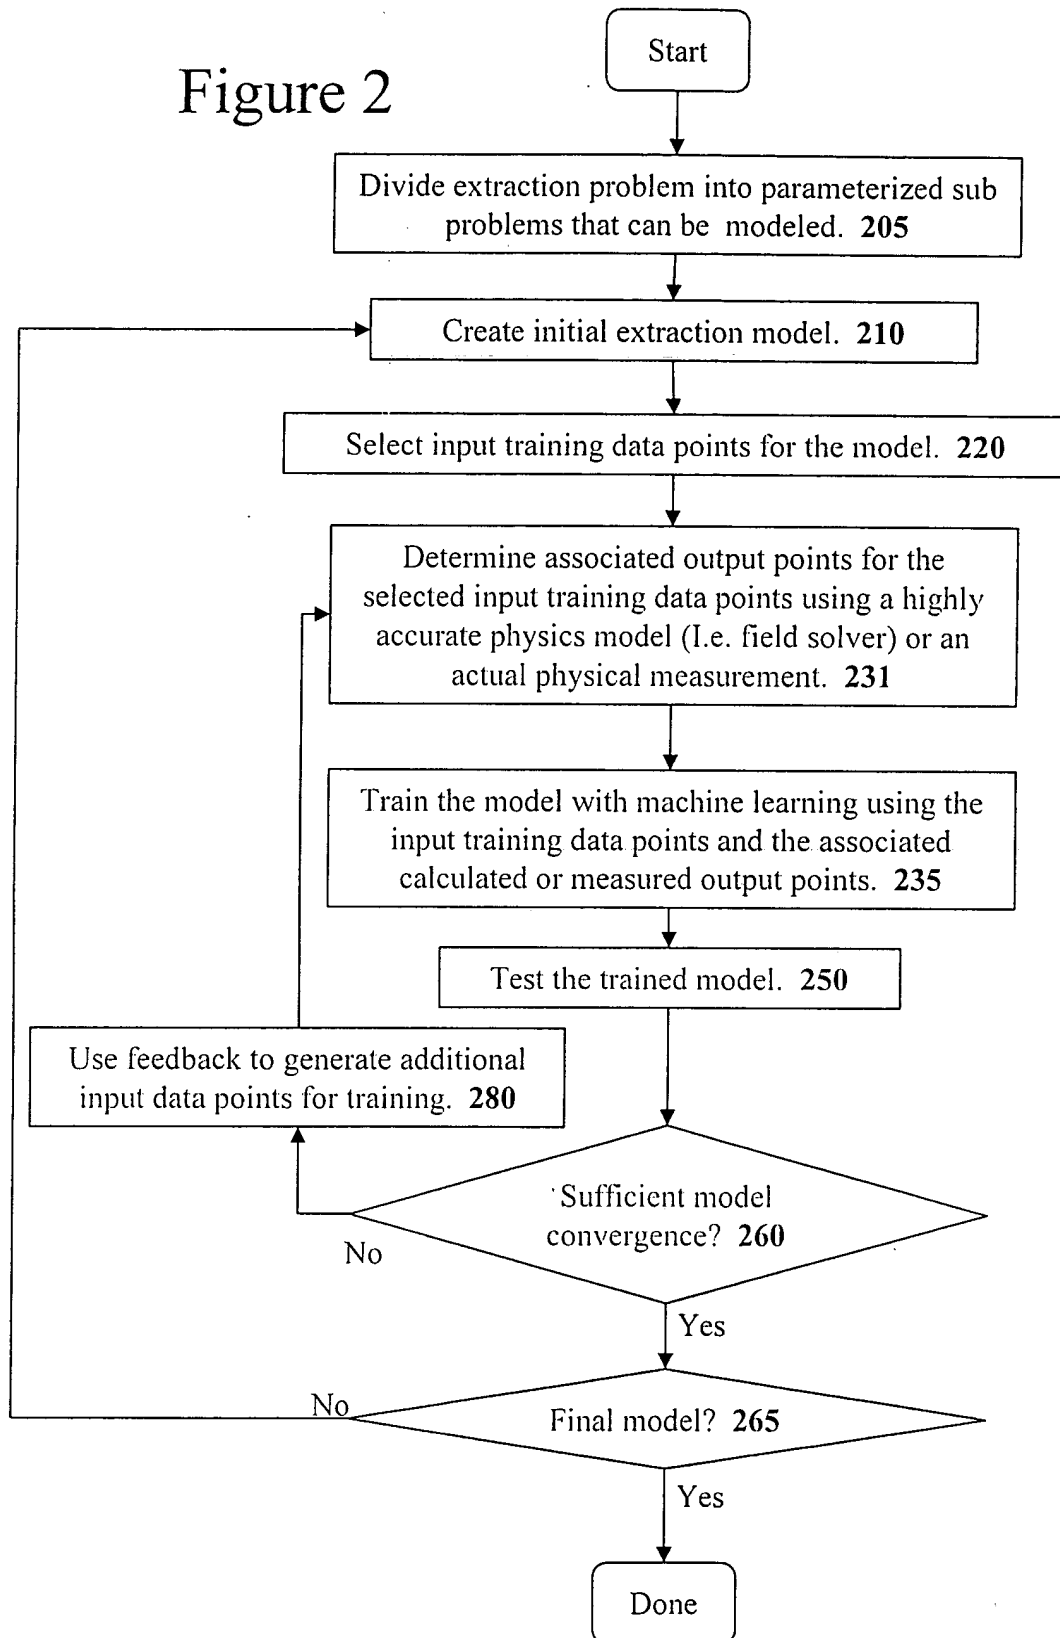 Start
Figure 2
Divide extraction problem into parameterized sub
problems that can be modeled. 205
Create initial extraction model. 210
Select input training data points for the model. 220
Determine associated output points for the
selected input training data points using a highly
accurate physics model (I.e. field solver) or an
actual physical measurement. 231
Train the model with machine learning using the
input training data points and the associated
calculated or measured output points. 235
Test the trained model. 250
Use feedback to generate additional
input data points for training. 280
Sufficient model
convergence? 260
No
Yes
No
Final model? 265
Yes
Done